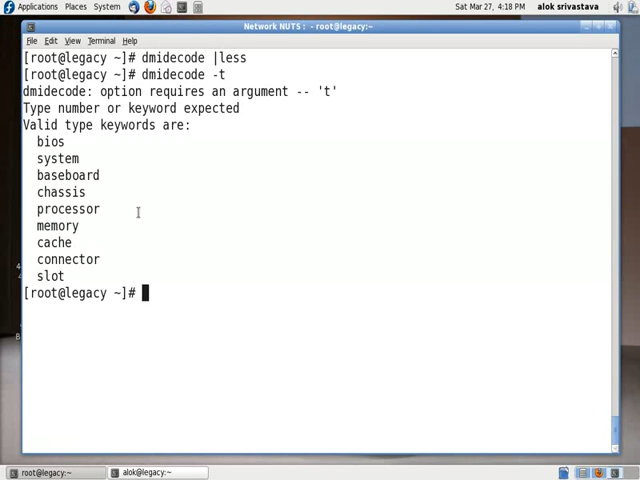 Applications Places System
Sat Mar 27, 4:18 PM alok srivastava
Network NUTS : - root@legacy:~
File Edit View Terminal Help
[root@legacy ~]# dmidecode |less
[root@legacy ~]# dmidecode -t
dmidecode: option requires an argument -- 't'
Type number or keyword expected
Valid type keywords are:
bios
system
baseboard
chassis
processor
memory
cache
connector
slot
[root@legacy ~]#
root@legacy:~
alok@legacy:~